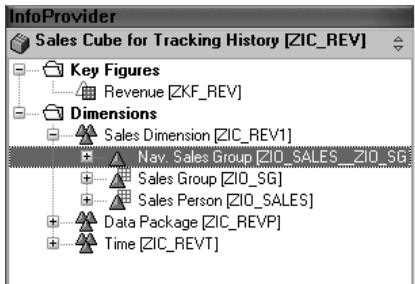 InfoProvider
Sales Cube for Tracking History [ZIC_REV]
Key Figures
Revenue [ZKF_REV]
Dimensions
Sales Dimension [ZIC_REV1]
Nav. Sales Group [ZIO_SALES__ZIO_SG
Sales Group [ZIO_SG]
Sales Person [ZIO_SALES]
Data Package [ZIC_REVP]
Time [ZIC_REVT]